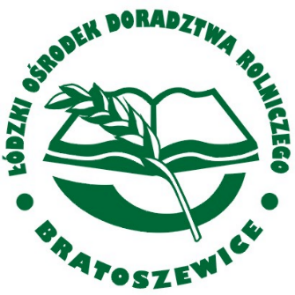 ŁÓDZKI OŚRODEK DORADZTWA ROLNICZEGO
BRATOSZEWICE